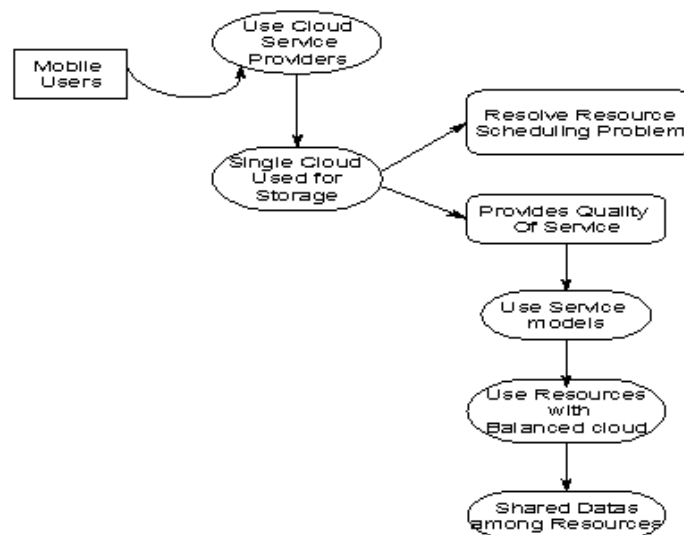 Use Cloud
Service
Providers
Mobile
Users
Resolve Resource
Scheduling Problem
Single Cloud
Used for
Storage
Provides Quality
Of Service
Use Service
models
Use Resources
with
Balanced cloud
Shared Datas
among Resources